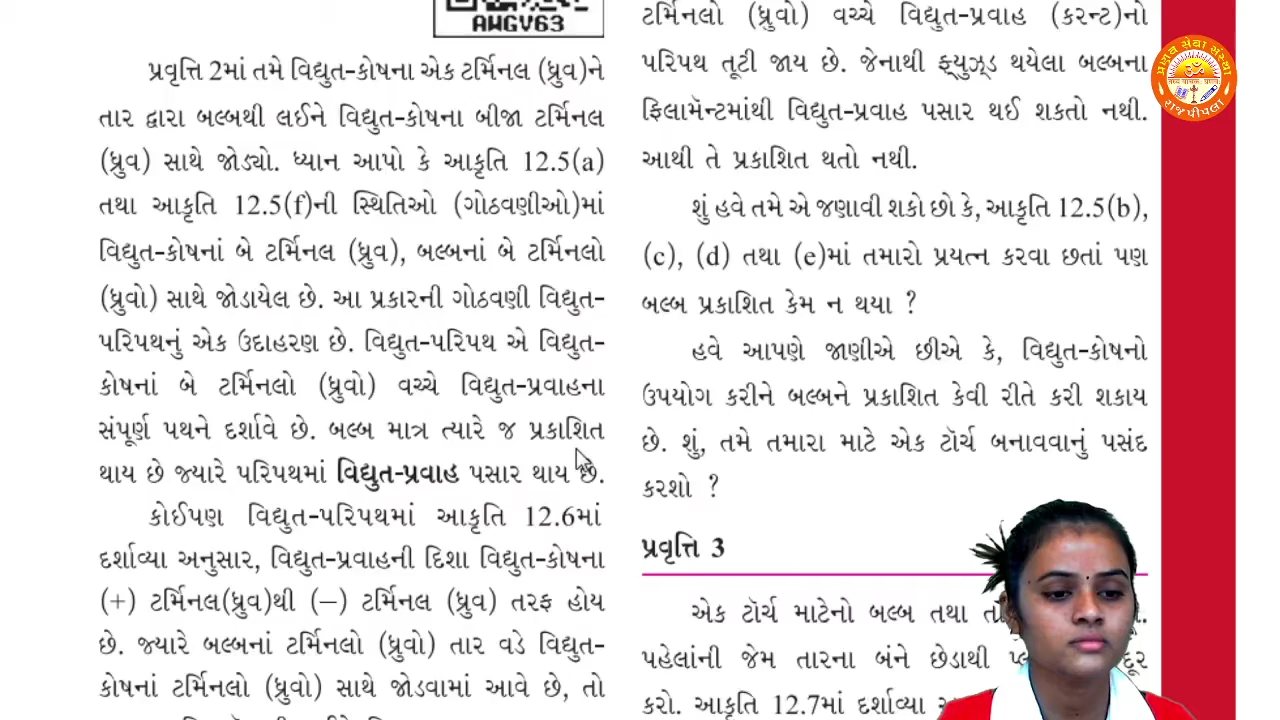 AWGV63
પ્રવૃત્તિ 2માં તમે વિદ્યુત-કોષના એક ટર્મિનલ (ધ્રુવ)ને
તાર દ્વારા બલ્બથી લઈને વિદ્યુત-કોષના બીજા ટર્મિનલ
(ધ્રુવ) સાથે જોડ્યો. ધ્યાન આપો કે આકૃતિ 12.5(a)
તથા આકૃતિ 12.5(f)ની સ્થિતિઓ (ગોઠવણીઓ)માં
વિદ્યુત-કોષનાં બે ટર્મિનલ (ધ્રુવ), બલ્બનાં બે ટર્મિનલો
(ધ્રુવો) સાથે જોડાયેલ છે. આ પ્રકારની ગોઠવણી વિદ્યુત-
પરિપથનું એક ઉદાહરણ છે. વિદ્યુત-પરિપથ એ વિદ્યુત-
કોષનાં બે ટર્મિનલો (ધ્રુવો) વચ્ચે વિદ્યુત-પ્રવાહના
સંપૂર્ણ પથને દર્શાવે છે. બલ્બ માત્ર ત્યારે જ પ્રકાશિત
થાય છે જ્યારે પરિપથમાં વિદ્યુત-પ્રવાહ પસાર થાય છે.
કોઈપણ વિદ્યુત-પરિપથમાં આકૃતિ 12.6માં
દર્શાવ્યા અનુસાર, વિદ્યુત-પ્રવાહની દિશા વિદ્યુત-કોષના
(+) ટર્મિનલ(ધ્રુવ)થી (–) ટર્મિનલ (ધ્રુવ) તરફ હોય
છે. જ્યારે બલ્બનાં ટર્મિનલો (ધ્રુવો) તાર વડે વિદ્યુત-
કોષનાં ટર્મિનલો (ધ્રુવો) સાથે જોડવામાં આવે છે, તો
ટર્મિનલો (ધ્રુવો) વચ્ચે વિદ્યુત-પ્રવાહ (કરન્ટ)નો
પરિપથ તૂટી જાય છે. જેનાથી ફ્યુઝ્ડ થયેલા બલ્બના
ફિલામૅન્ટમાંથી વિદ્યુત-પ્રવાહ પસાર થઈ શકતો નથી.
આથી તે પ્રકાશિત થતો નથી.
શું હવે તમે એ જણાવી શકો છો કે, આકૃતિ 12.5(b),
(c), (d) તથા (e)માં તમારો પ્રયત્ન કરવા છતાં પણ
બલ્બ પ્રકાશિત કેમ ન થયા ?
હવે આપણે જાણીએ છીએ કે, વિદ્યુત-કોષનો
ઉપયોગ કરીને બલ્બને પ્રકાશિત કેવી રીતે કરી શકાય
છે. શું, તમે તમારા માટે એક ટૉર્ચ બનાવવાનું પસંદ
કરશો ?
પ્રવૃત્તિ 3
એક ટૉર્ચ માટેનો બલ્બ તથા
પહેલાંની જેમ તારના બંને છેડાથી
કરો. આકૃતિ 12.7માં દર્શાવ્યા
પ્રણવ સેવા સંસ્થા
રાજપીપલા